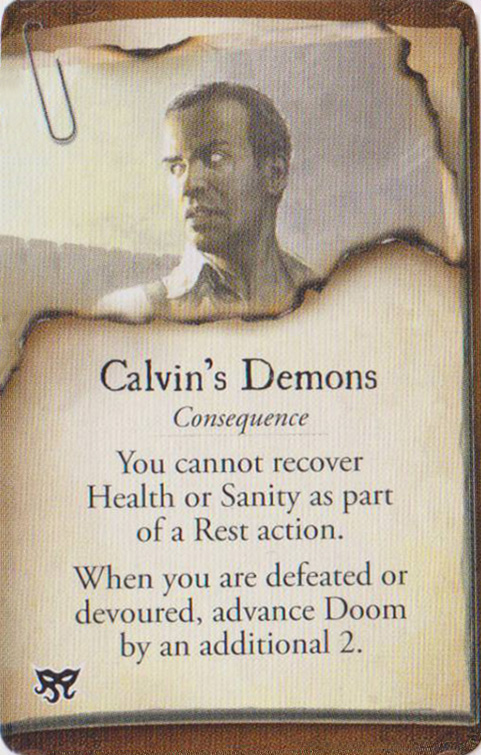 Calvin's Demons
Consequence
You cannot recover
Health or Sanity as part
of a Rest action.
When you are defeated or
devoured, advance Doom
by an additional 2.